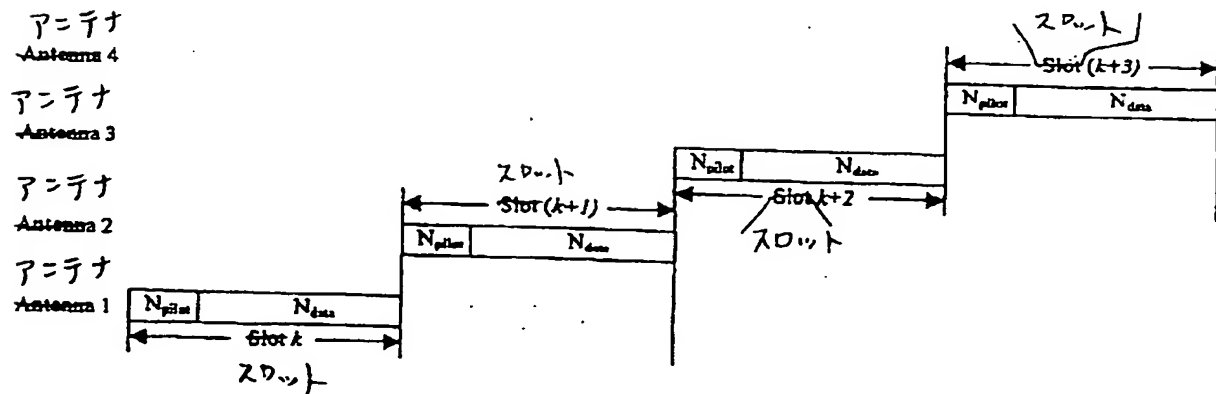 アンテナ
Antenna 4
スロット
Slot (k+3)
アンテナ
Antenna 3
N_pilot N_data
アンテナ
Antenna 2
スロット
Slot (k+1)
N_pilot N_data
Slot k+2
スロット
N_pilot N_data
アンテナ
Antenna 1
N_pilot N_data
Slot k
スロット